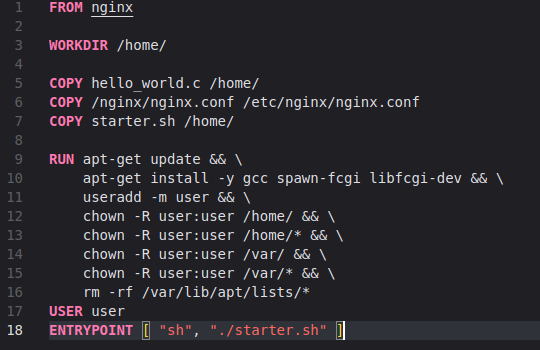 1 FROM nginx
2
3 WORKDIR /home/
4
5 COPY hello_world.c /home/
6 COPY /nginx/nginx.conf /etc/nginx/nginx.conf
7 COPY starter.sh /home/
8
9 RUN apt-get update && \
10 apt-get install -y gcc spawn-fcgi libfcgi-dev && \
11 useradd -m user && \
12 chown -R user:user /home/ && \
13 chown -R user:user /home/* && \
14 chown -R user:user /var/ && \
15 chown -R user:user /var/* && \
16 rm -rf /var/lib/apt/lists/*
17 USER user
18 ENTRYPOINT [ "sh", "./starter.sh" ]